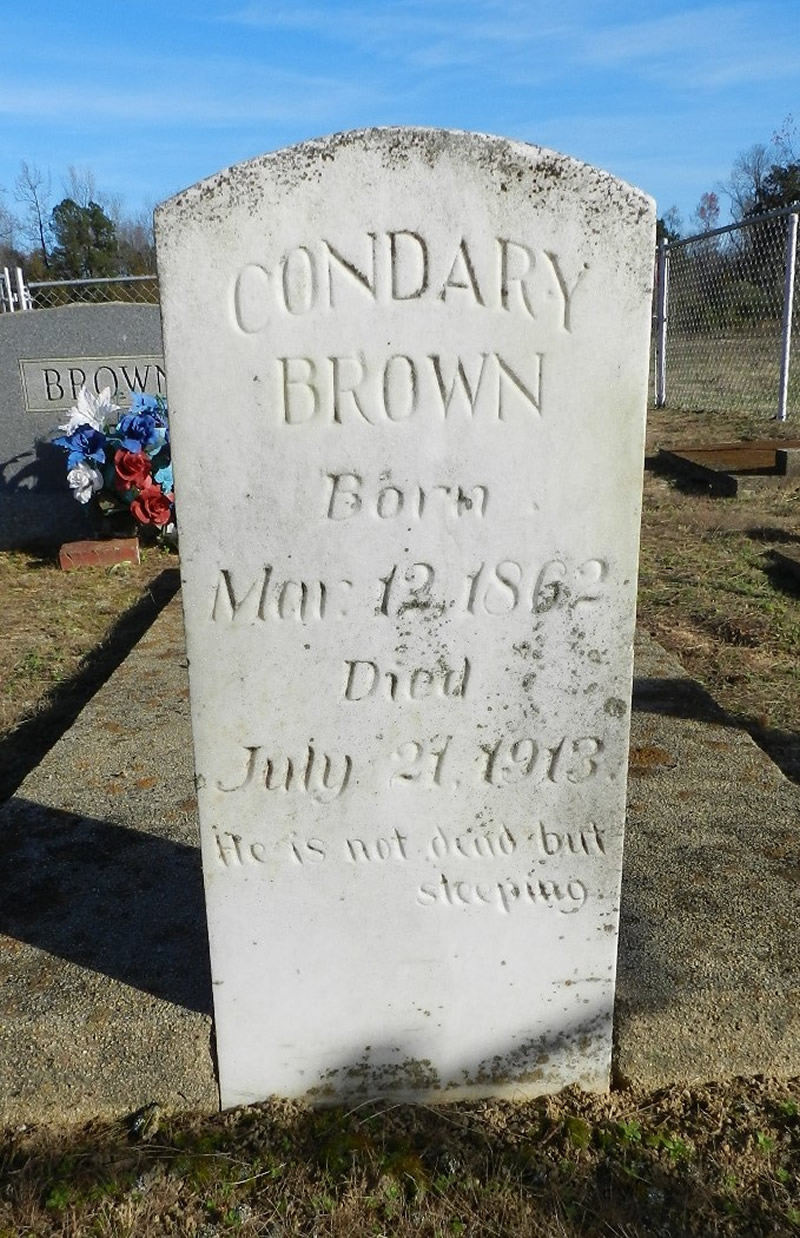 CONDARY
BROWN
Born
Mar. 12, 1862
Died
July 21, 1913.
He is not dead but
sleeping.
BROWN